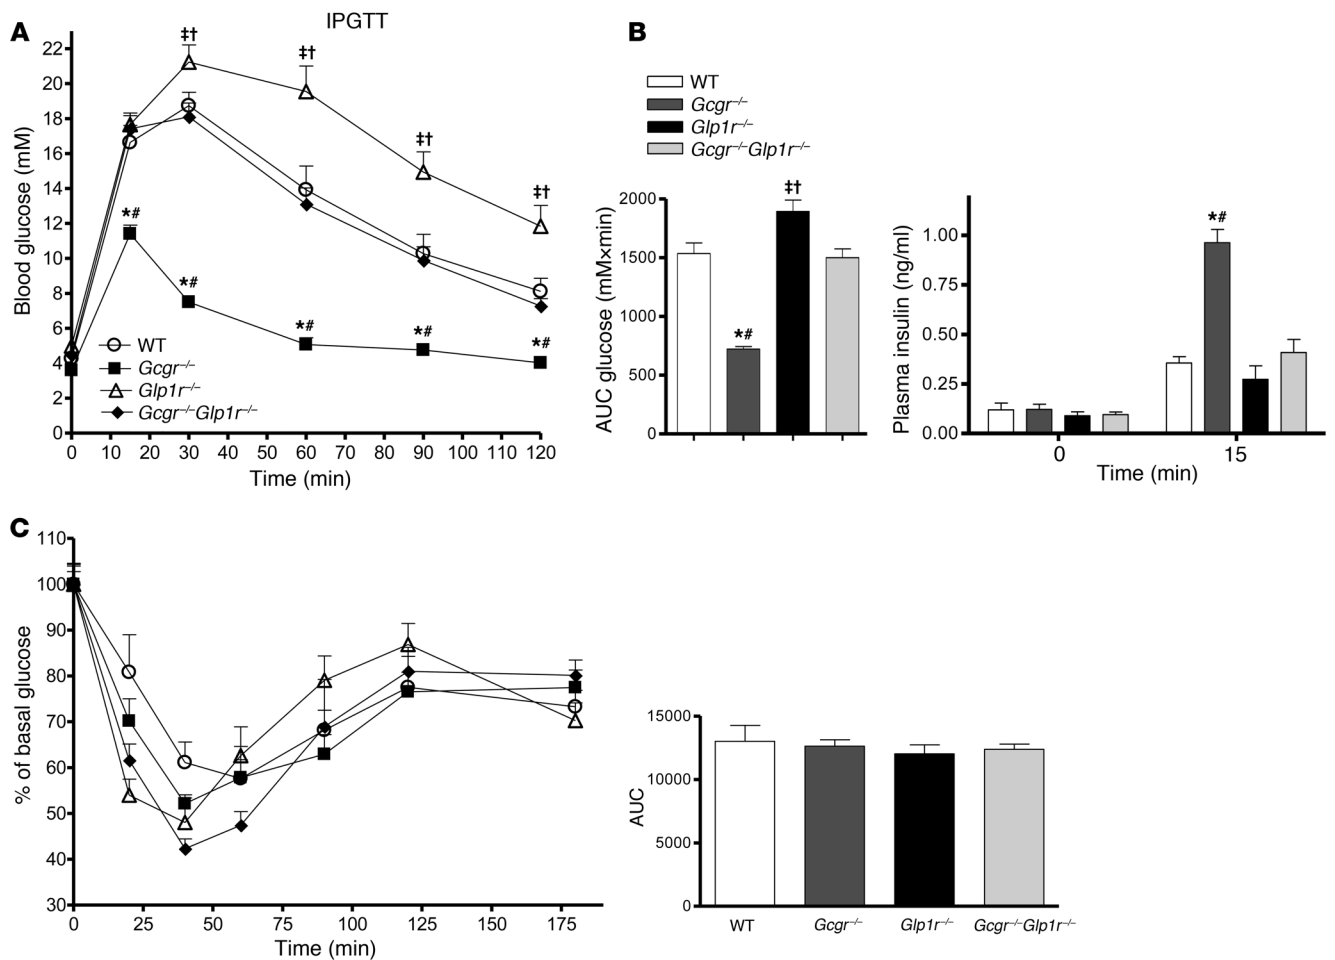 A
IPGTT
Blood glucose (mM)
22
20
18
16
14
12
10
8
6
4
2
0
‡†
‡†
‡†
‡†
*#
*#
*#
*#
*#
WT
Gcgr–/–
Glp1r–/–
Gcgr–/–Glp1r–/–
0 10 20 30 40 50 60 70 80 90 100 110 120
Time (min)
B
WT
Gcgr–/–
Glp1r–/–
Gcgr–/–Glp1r–/–
AUC glucose (mM×min)
2000
1500
1000
500
0
*#
‡†
Plasma insulin (ng/ml)
1.00
0.75
0.50
0.25
0.00
*#
0 15
Time (min)
C
% of basal glucose
110
100
90
80
70
60
50
40
30
0 25 50 75 100 125 150 175
Time (min)
AUC
15000
10000
5000
0
WT Gcgr–/– Glp1r–/– Gcgr–/–Glp1r–/–